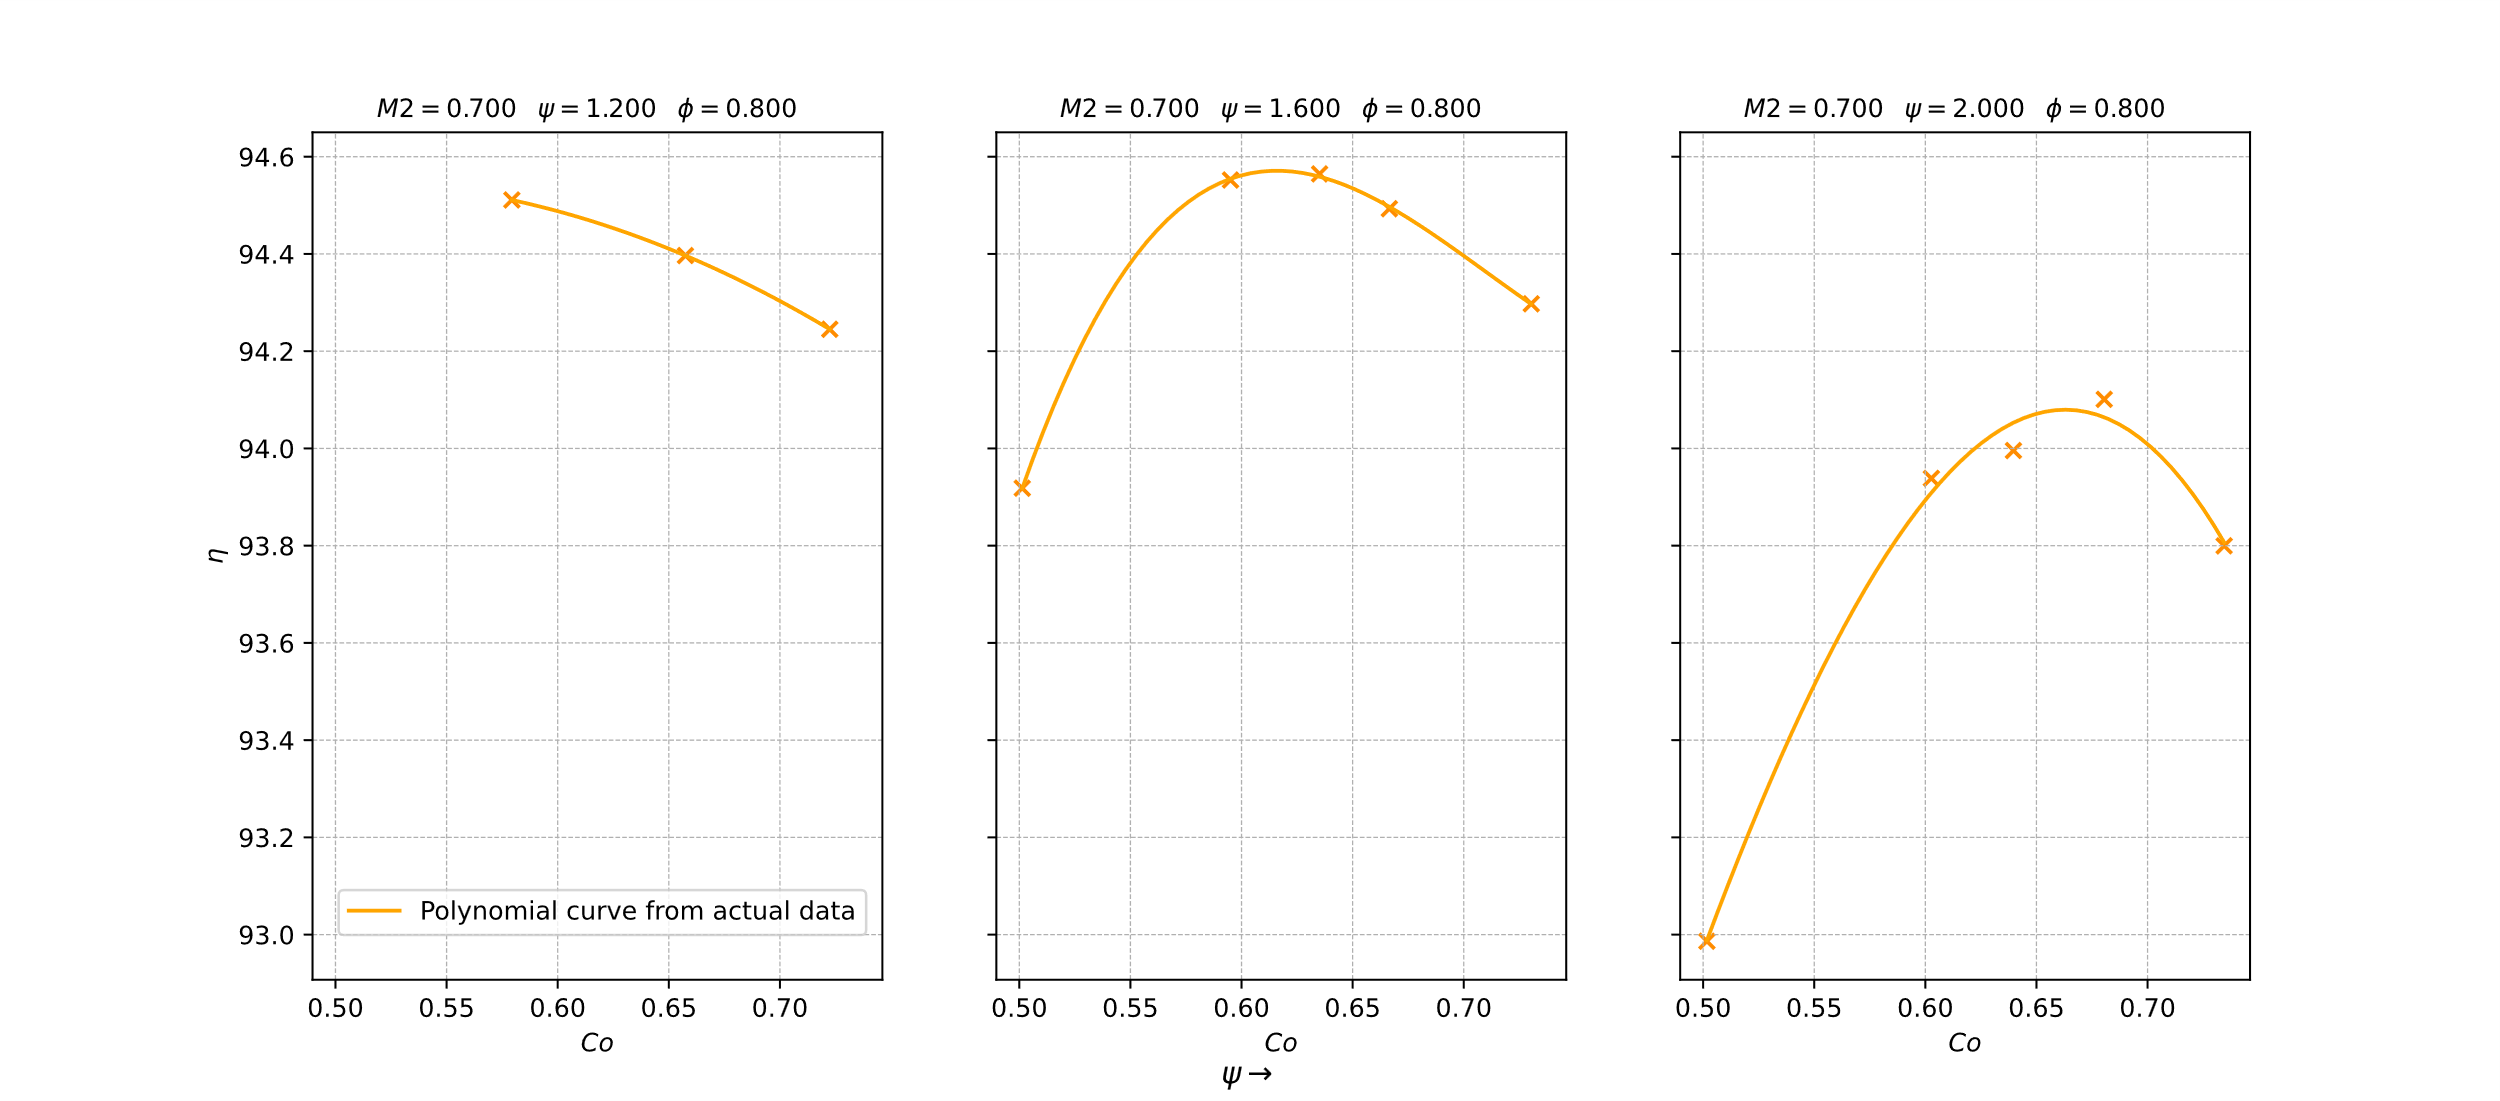 M2 = 0.700 ψ = 1.200 ϕ = 0.800
M2 = 0.700 ψ = 1.600 ϕ = 0.800
M2 = 0.700 ψ = 2.000 ϕ = 0.800
94.6
94.4
94.2
94.0
93.8
93.6
93.4
93.2
93.0
η
Polynomial curve from actual data
0.50 0.55 0.60 0.65 0.70
0.50 0.55 0.60 0.65 0.70
0.50 0.55 0.60 0.65 0.70
Co
Co
Co
ψ →